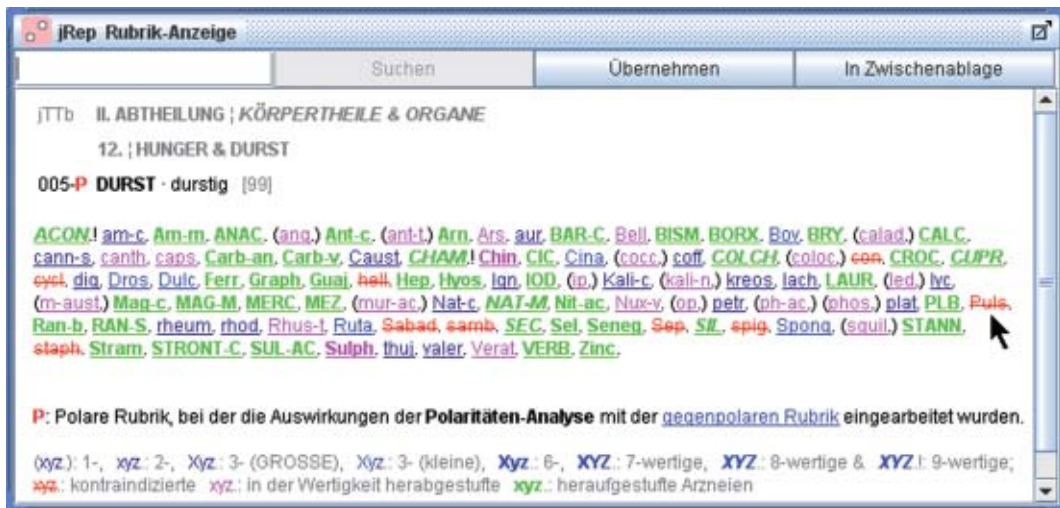 jRep Rubrik-Anzeige
Suchen Übernehmen In Zwischenablage
jTTb II. ABTHEILUNG ¦ KÖRPERTHEILE & ORGANE
12. ¦ HUNGER & DURST
005-P DURST · durstig [99]
ACON.! am-c. Am-m. ANAC. (ang.) Ant-c. (ant-t.) Arn. Ars. aur. BAR-C. Bell. BISM. BORX. Bov. BRY. (calad.) CALC.
cann-s. canth. caps. Carb-an. Carb-v. Caust. CHAM.! Chin. CIC. Cina. (cocc.) coff. COLCH. (coloc.) con. CROC. CUPR.
cycl. dig. Dros. Dulc. Ferr. Graph. Guaj. hell. Hep. Hyos. Ign. IOD. (ip.) Kali-c. (kali-n.) kreos. lach. LAUR. (led.) lyc.
(m-aust.) Mag-c. MAG-M. MERC. MEZ. (mur-ac.) Nat-c. NAT-M. Nit-ac. Nux-v. (op.) petr. (ph-ac.) (phos.) plat. PLB. Puls.
Ran-b. RAN-S. rheum. rhod. Rhus-t. Ruta. Sabad. samb. SEC. Sel. Seneg. Sep. SIL. spig. Spong. (squil.) STANN.
staph. Stram. STRONT-C. SUL-AC. Sulph. thuj. valer. Verat. VERB. Zinc.
P: Polare Rubrik, bei der die Auswirkungen der Polaritäten-Analyse mit der gegenpolaren Rubrik eingearbeitet wurden.
(xyz.): 1-, xyz.: 2-, Xyz.: 3- (GROSSE), Xyz.: 3- (kleine), Xyz.: 6-, XYZ.: 7-wertige, XYZ.: 8-wertige & XYZ.!: 9-wertige;
xyz.: kontraindizierte xyz.: in der Wertigkeit herabgestufte xyz.: heraufgestufte Arzneien